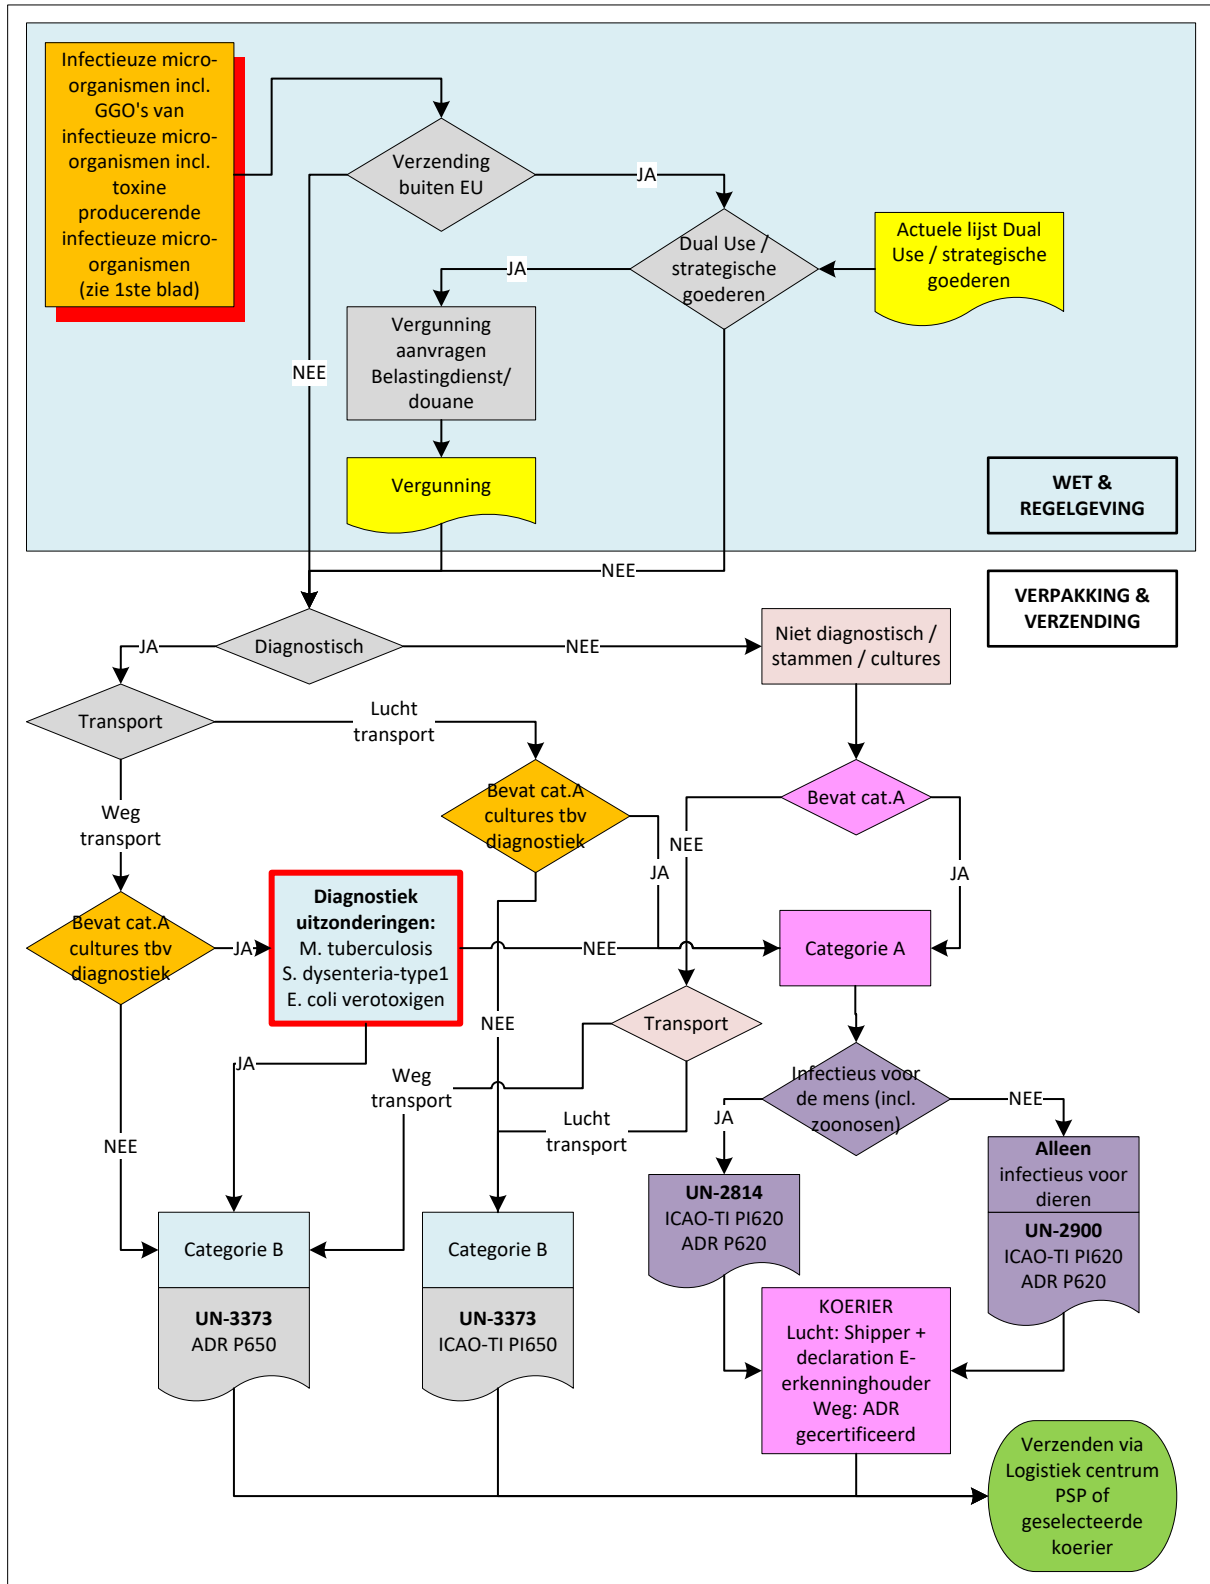 Infectieuze micro-
organismen incl.
GGO's van
infectieuze micro-
organismen incl.
toxine
producerende
infectieuze micro-
organismen
(zie 1ste blad)
Verzending
buiten EU
JA
Dual Use /
strategische
goederen
Actuele lijst Dual
Use / strategische
goederen
JA
NEE
Vergunning
aanvragen
Belastingdienst/
douane
Vergunning
WET &
REGELGEVING
NEE
VERPAKKING &
VERZENDING
Diagnostisch
JA
NEE
Niet diagnostisch /
stammen / cultures
Transport
Lucht
transport
Weg
transport
Bevat cat.A
cultures tbv
diagnostiek
Bevat cat.A
NEE
JA
JA
Bevat cat.A
cultures tbv
diagnostiek
JA
Diagnostiek
uitzonderingen:
M. tuberculosis
S. dysenteria-type1
E. coli verotoxigen
NEE
Categorie A
NEE
Transport
JA
Weg
transport
Lucht
transport
NEE
Infectieus voor
de mens (incl.
zoonosen)
JA
NEE
Alleen
infectieus voor
dieren
UN-2814
ICAO-TI PI620
ADR P620
UN-2900
ICAO-TI PI620
ADR P620
Categorie B
Categorie B
UN-3373
ADR P650
UN-3373
ICAO-TI PI650
KOERIER
Lucht: Shipper +
declaration E-
erkenninghouder
Weg: ADR
gecertificeerd
Verzenden via
Logistiek centrum
PSP of
geselecteerde
koerier